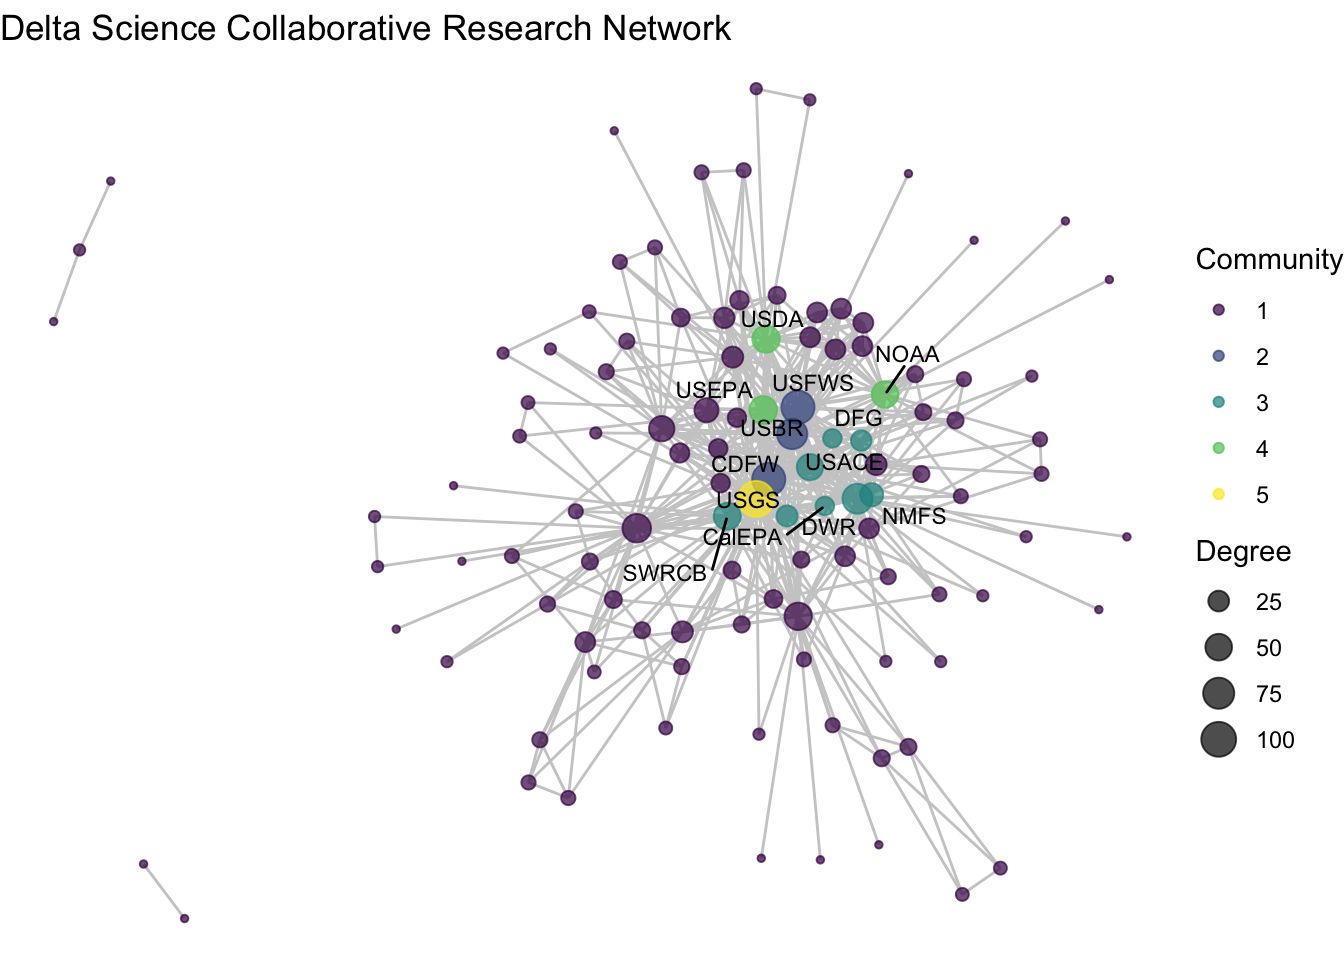 Delta Science Collaborative Research Network
USDA
NOAA
USEPA
USFWS
DFG
USBR
CDFW
USACE
USGS
NMFS
CalEPA
DWR
SWRCB
Community
1
2
3
4
5
Degree
25
50
75
100